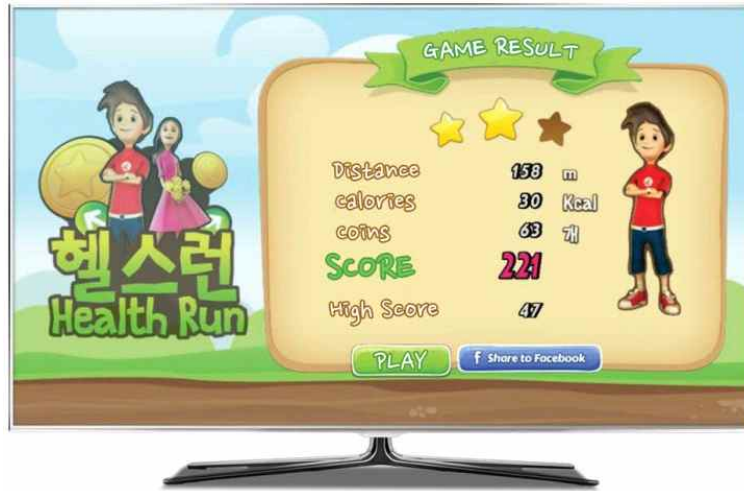 GAME RESULT
Distance 158 m
calories 30 Kcal
coins 63 개
SCORE 221
High Score 47
PLAY
f Share to Facebook
헬스런
Health Run